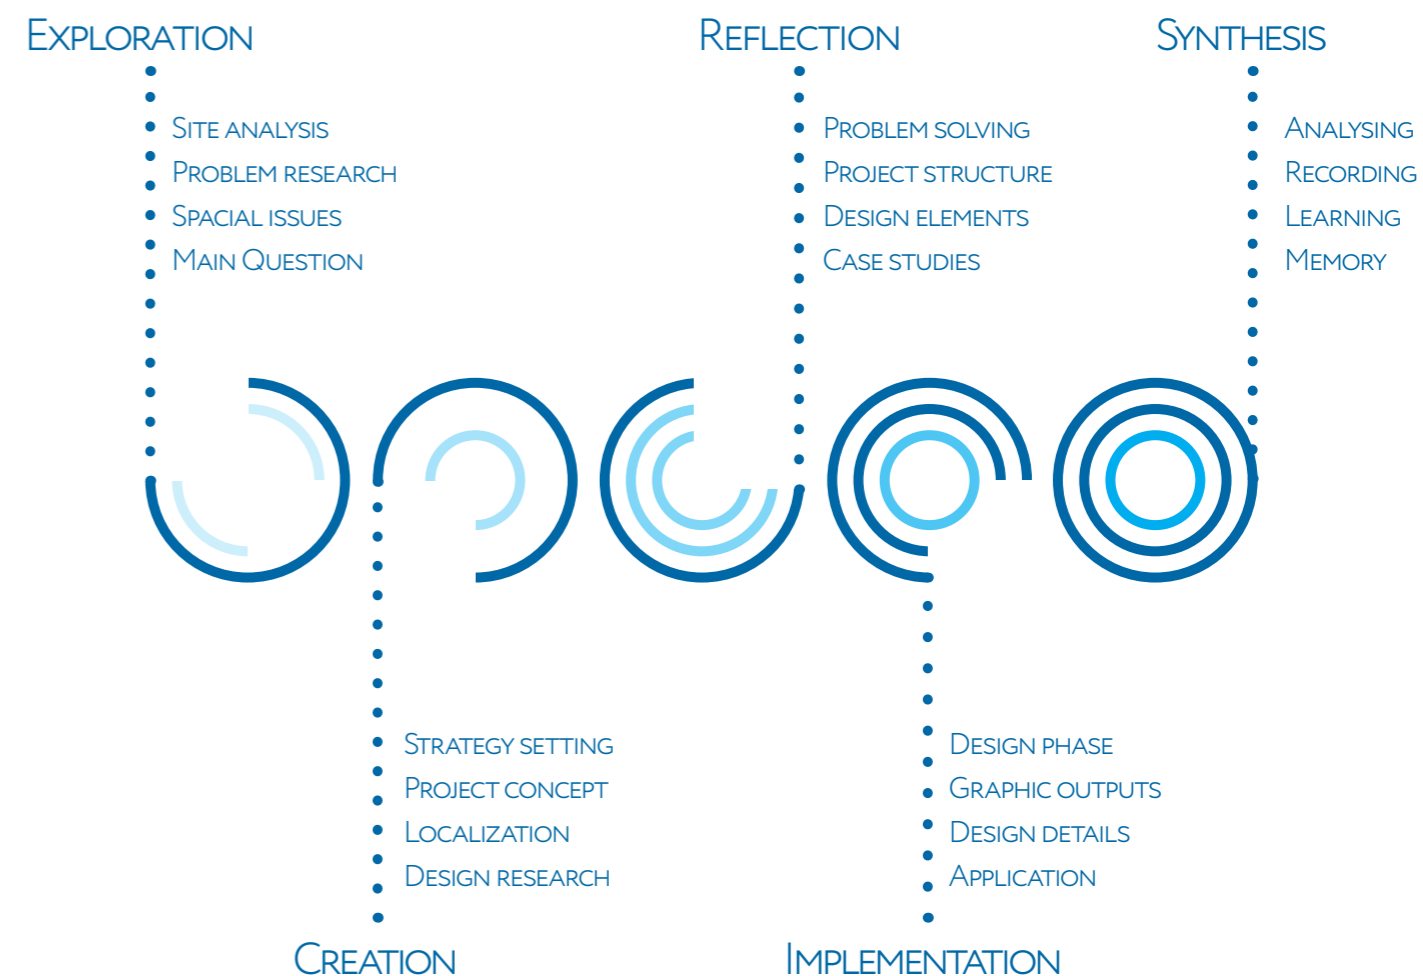 Exploration
Site analysis
Problem research
Spacial issues
Main Question
Reflection
Problem solving
Project structure
Design elements
Case studies
Synthesis
Analysing
Recording
Learning
Memory
Strategy setting
Project concept
Localization
Design research
Creation
Design phase
Graphic outputs
Design details
Application
Implementation